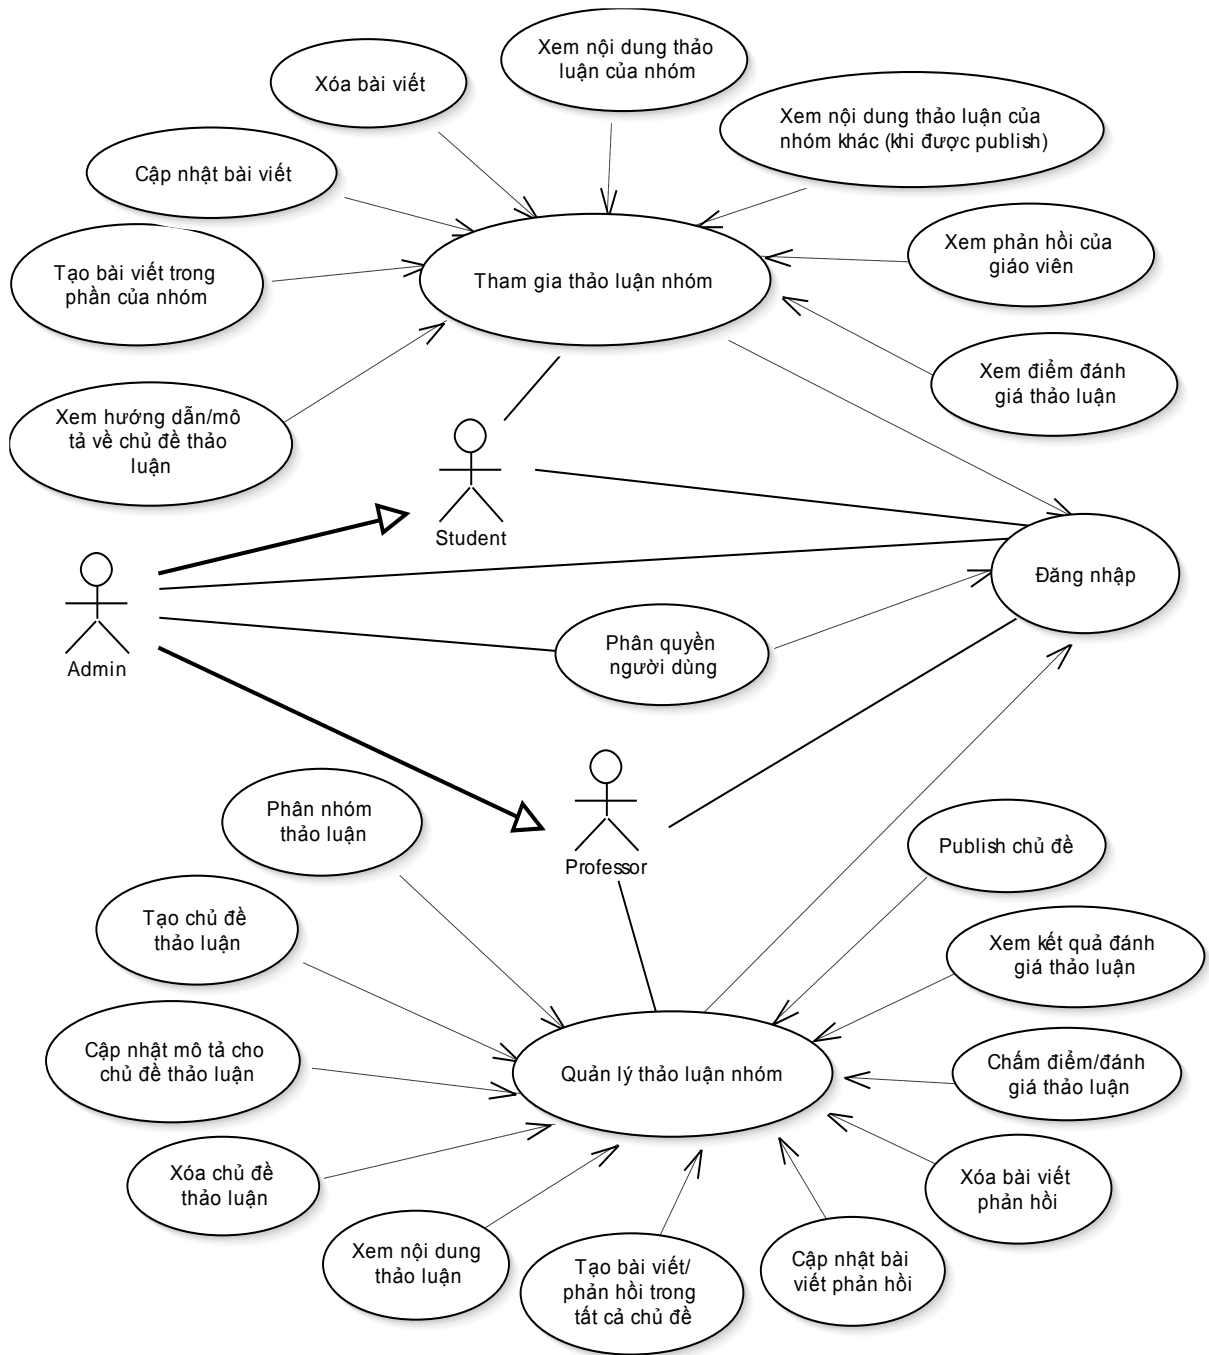 Xem nội dung thảo
luận của nhóm
Xóa bài viết
Xem nội dung thảo luận của
nhóm khác (khi được publish)
Cập nhật bài viết
Xem phản hồi của
giáo viên
Tạo bài viết trong
phần của nhóm
Tham gia thảo luận nhóm
Xem điểm đánh
giá thảo luận
Xem hướng dẫn/mô
tả về chủ đề thảo
luận
Student
Đăng nhập
Admin
Phân quyền
người dùng
Phân nhóm
thảo luận
Professor
Publish chủ đề
Tạo chủ đề
thảo luận
Xem kết quả đánh
giá thảo luận
Cập nhật mô tả cho
chủ đề thảo luận
Quản lý thảo luận nhóm
Chấm điểm/đánh
giá thảo luận
Xóa chủ đề
thảo luận
Xóa bài viết
phản hồi
Xem nội dung
thảo luận
Tạo bài viết/
phản hồi trong
tất cả chủ đề
Cập nhật bài
viết phản hồi